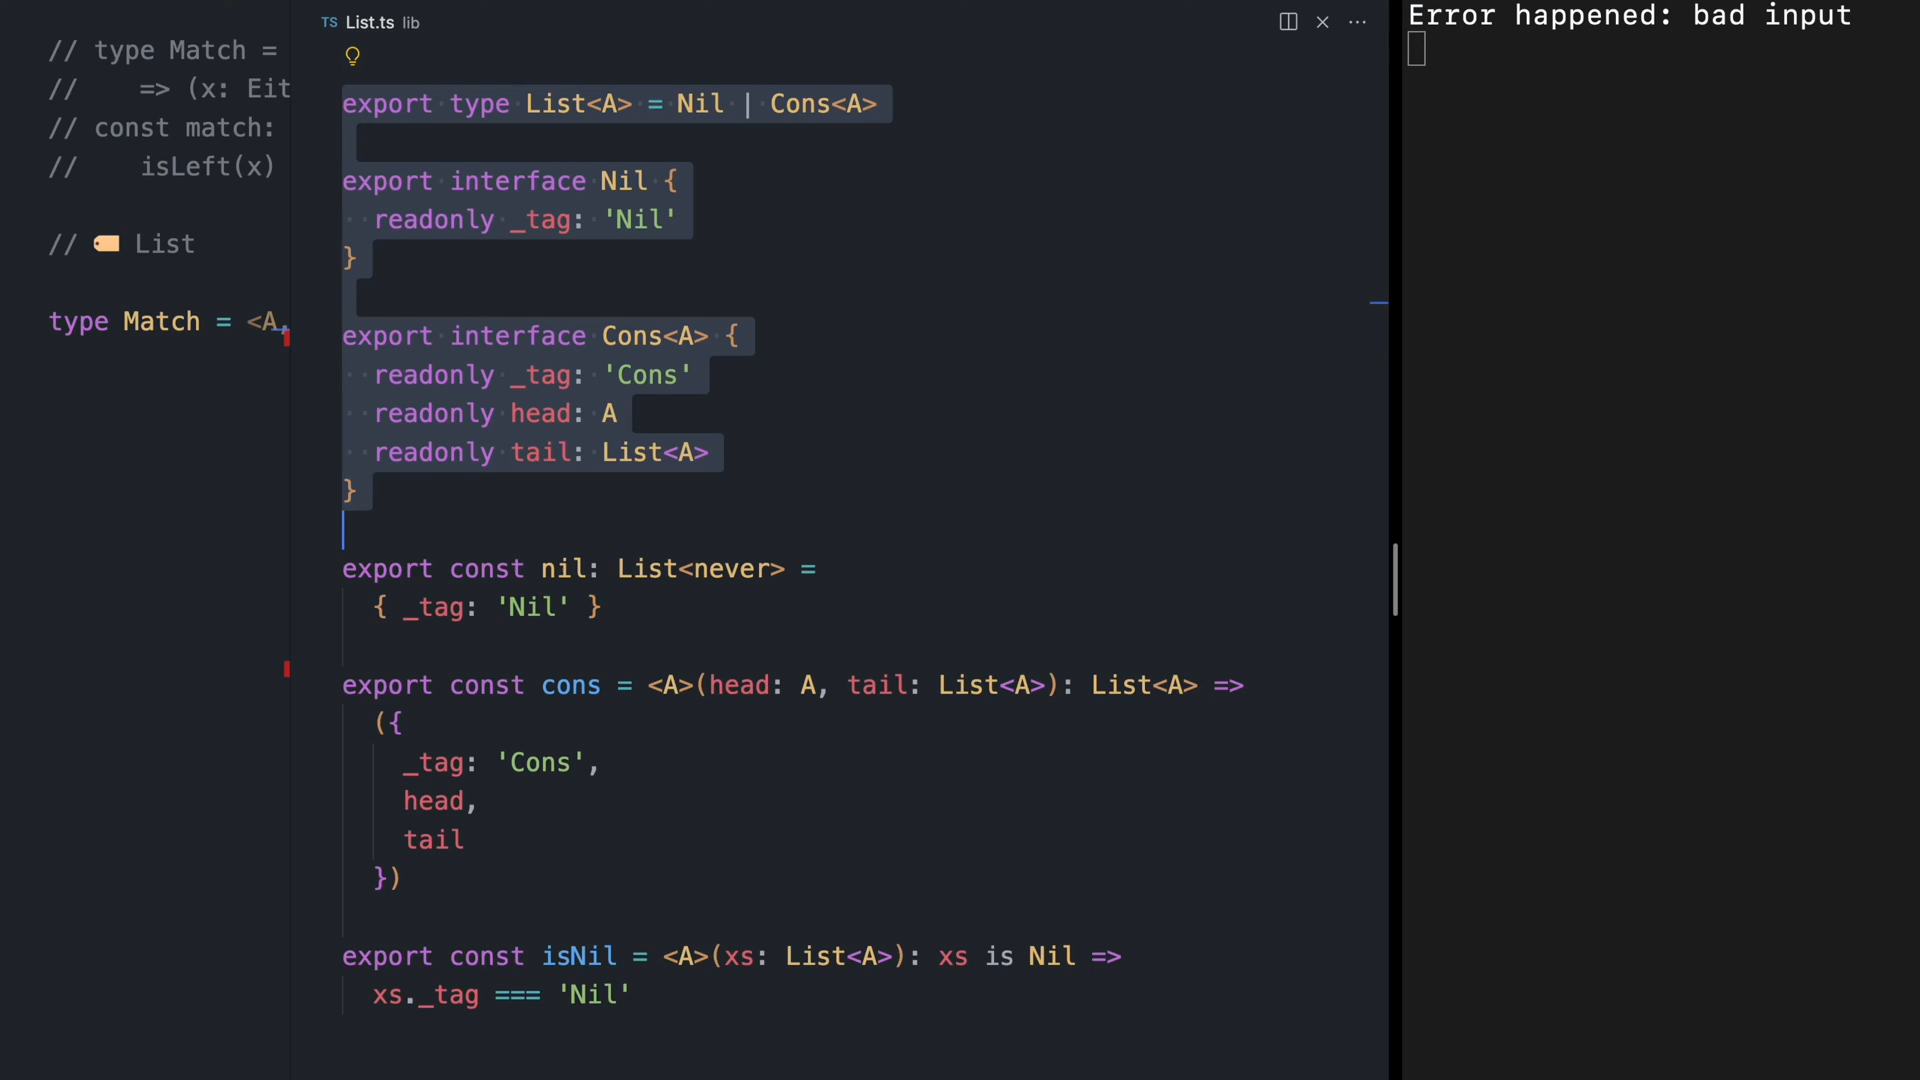 // type Match =
//    => (x: Eit
// const match:
//    isLeft(x)
// List
type Match = <A,
TS List.ts lib
export type List<A> = Nil | Cons<A>
export interface Nil {
  readonly _tag: 'Nil'
}
export interface Cons<A> {
  readonly _tag: 'Cons'
  readonly head: A
  readonly tail: List<A>
}
export const nil: List<never> =
  { _tag: 'Nil' }
export const cons = <A>(head: A, tail: List<A>): List<A> =>
  ({
    _tag: 'Cons',
    head,
    tail
  })
export const isNil = <A>(xs: List<A>): xs is Nil =>
  xs._tag === 'Nil'
Error happened: bad input